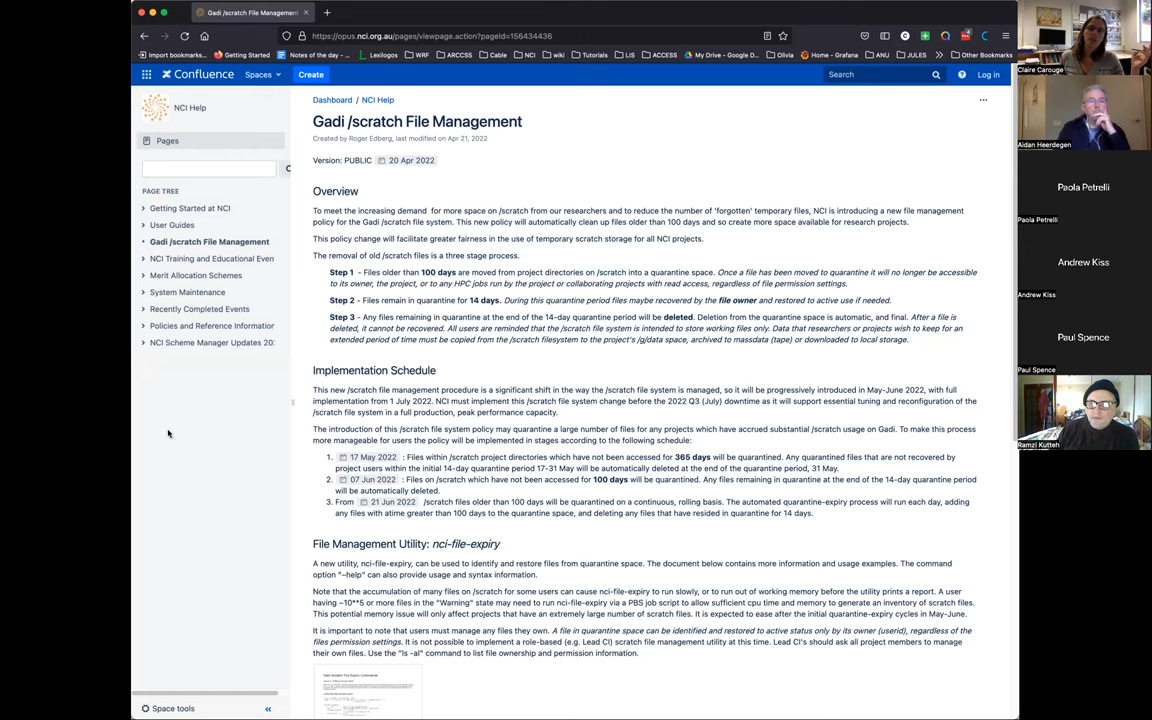 Gadi /scratch File Management
https://opus.nci.org.au/pages/viewpage.action?pageId=156434436
Import bookmarks... Getting Started Notes of the day -... Lexilogos WRF ARCCSS Cable NCI wiki Tutorials LIS ACCESS My Drive - Google D... Olivia Home - Grafana ANU JULES Other Bookmarks
Confluence Spaces Create Search Log in
NCI Help
Pages
PAGE TREE
Getting Started at NCI
User Guides
Gadi /scratch File Management
NCI Training and Educational Even
Merit Allocation Schemes
System Maintenance
Recently Completed Events
Policies and Reference Informatior
NCI Scheme Manager Updates 20
Space tools
Dashboard / NCI Help
Gadi /scratch File Management
Created by Roger Edberg, last modified on Apr 21, 2022
Version: PUBLIC 20 Apr 2022
Overview
To meet the increasing demand for more space on /scratch from our researchers and to reduce the number of 'forgotten' temporary files, NCI is introducing a new file management
policy for the Gadi /scratch file system. This new policy will automatically clean up files older than 100 days and so create more space available for research projects.
This policy change will facilitate greater fairness in the use of temporary scratch storage for all NCI projects.
The removal of old /scratch files is a three stage process.
Step 1 - Files older than 100 days are moved from project directories on /scratch into a quarantine space. Once a file has been moved to quarantine it will no longer be accessible
to its owner, the project, or to any HPC jobs run by the project or collaborating projects with read access, regardless of file permission settings.
Step 2 - Files remain in quarantine for 14 days. During this quarantine period files maybe recovered by the file owner and restored to active use if needed.
Step 3 - Any files remaining in quarantine at the end of the 14-day quarantine period will be deleted. Deletion from the quarantine space is automatic, and final. After a file is
deleted, it cannot be recovered. All users are reminded that the /scratch file system is intended to store working files only. Data that researchers or projects wish to keep for an
extended period of time must be copied from the /scratch filesystem to the project's /g/data space, archived to massdata (tape) or downloaded to local storage.
Implementation Schedule
This new /scratch file management procedure is a significant shift in the way the /scratch file system is managed, so it will be progressively introduced in May-June 2022, with full
implementation from 1 July 2022. NCI must implement this /scratch file system change before the 2022 Q3 (July) downtime as it will support essential tuning and reconfiguration of the
/scratch file system in a full production, peak performance capacity.
The introduction of this /scratch file system policy may quarantine a large number of files for any projects which have accrued substantial /scratch usage on Gadi. To make this process
more manageable for users the policy will be implemented in stages according to the following schedule:
1. 17 May 2022 : Files within /scratch project directories which have not been accessed for 365 days will be quarantined. Any quarantined files that are not recovered by
project users within the initial 14-day quarantine period 17-31 May will be automatically deleted at the end of the quarantine period, 31 May.
2. 07 Jun 2022 : Files on /scratch which have not been accessed for 100 days will be quarantined. Any files remaining in quarantine at the end of the 14-day quarantine period
will be automatically deleted.
3. From 21 Jun 2022 /scratch files older than 100 days will be quarantined on a continuous, rolling basis. The automated quarantine-expiry process will run each day, adding
any files with atime greater than 100 days to the quarantine space, and deleting any files that have resided in quarantine for 14 days.
File Management Utility: nci-file-expiry
A new utility, nci-file-expiry, can be used to identify and restore files from quarantine space. The document below contains more information and usage examples. The command
option "--help" can also provide usage and syntax information.
Note that the accumulation of many files on /scratch for some users can cause nci-file-expiry to run slowly, or to run out of working memory before the utility prints a report. A user
having ~10**5 or more files in the "Warning" state may need to run nci-file-expiry via a PBS job script to allow sufficient cpu time and memory to generate an inventory of scratch files.
This potential memory issue will only affect projects that have an extremely large number of scratch files. It is expected to ease after the initial quarantine-expiry cycles in May-June.
It is important to note that users must manage any files they own. A file in quarantine space can be identified and restored to active status only by its owner (userid), regardless of the
files permission settings. It is not possible to implement a role-based (e.g. Lead CI) scratch file management utility at this time. Lead CI's should ask all project members to manage
their own files. Use the "ls -al" command to list file ownership and permission information.
Claire Carouge
Aidan Heerdegen
Paola Petrelli
Paola Petrelli
Andrew Kiss
Andrew Kiss
Paul Spence
Paul Spence
Ramzi Kutteh